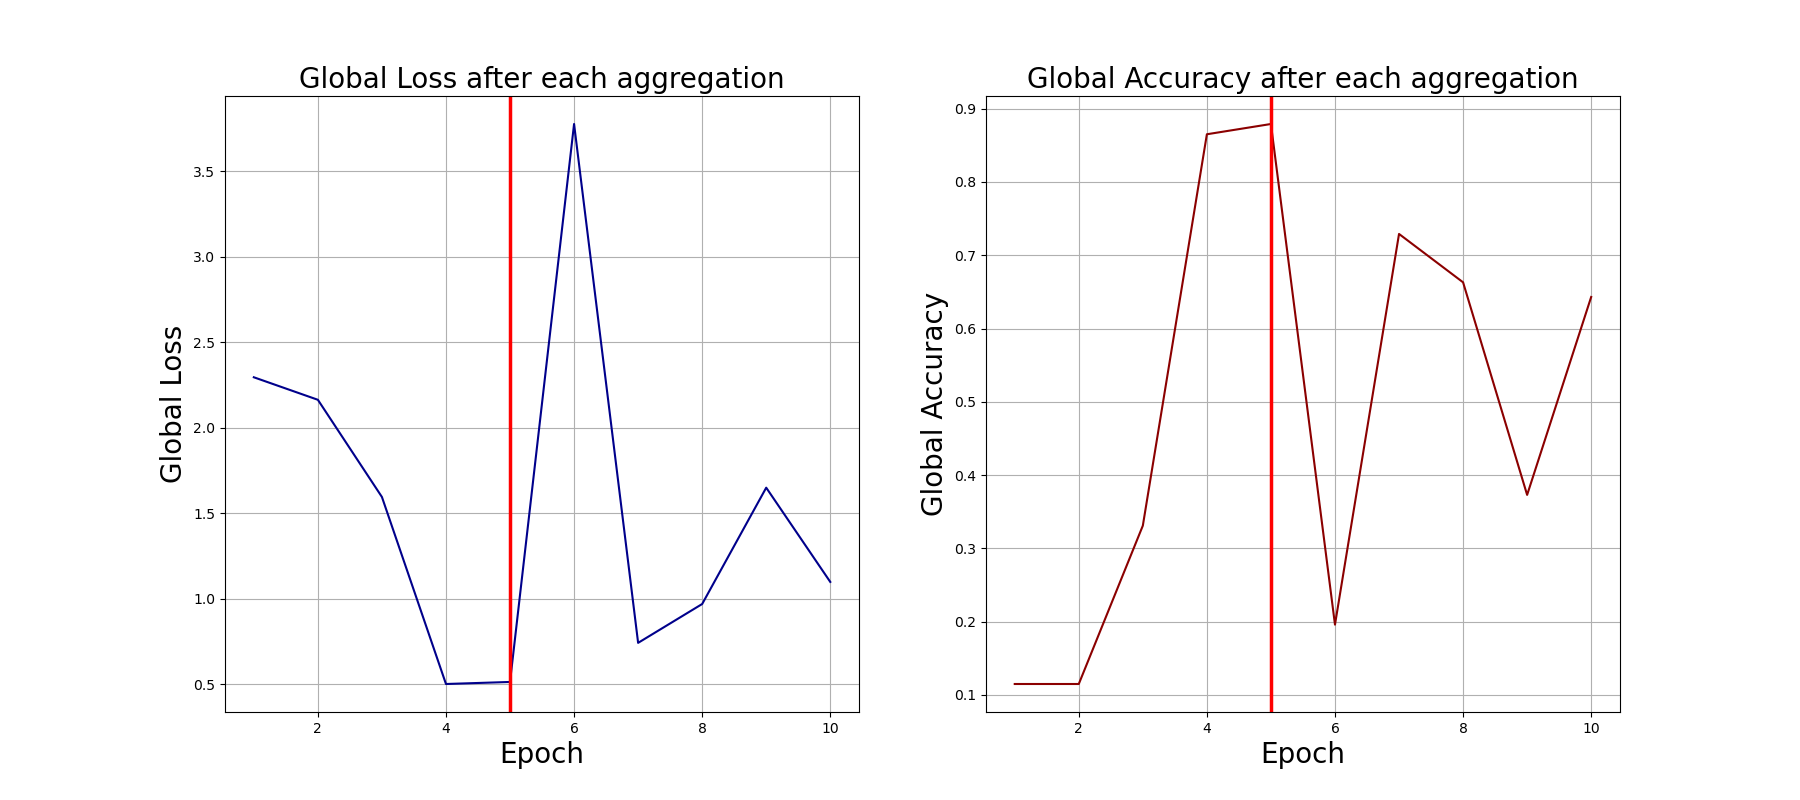 Global Loss after each aggregation
Global Loss
3.5
3.0
2.5
2.0
1.5
1.0
0.5
2 4 6 8 10
Epoch
Global Accuracy after each aggregation
Global Accuracy
0.9
0.8
0.7
0.6
0.5
0.4
0.3
0.2
0.1
2 4 6 8 10
Epoch